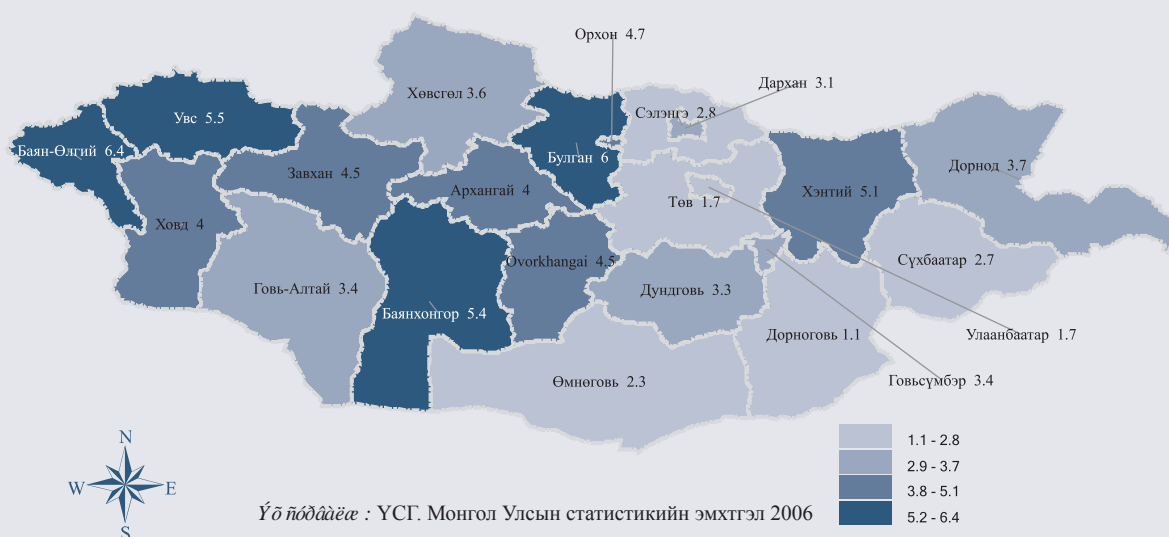 Орхон 4.7
Дархан 3.1
Хөвсгөл 3.6
Сэлэнгэ 2.8
Увс 5.5
Баян-Өлгий 6.4
Булган 6
Завхан 4.5
Архангай 4
Дорнод 3.7
Хэнтий 5.1
Төв 1.7
Ховд 4
Ovorkhangai 4.5
Сүхбаатар 2.7
Говь-Алтай 3.4
Дундговь 3.3
Баянхонгор 5.4
Дорноговь 1.1
Улаанбаатар 1.7
Өмнөговь 2.3
Говьсүмбэр 3.4
N
W E
S
1.1 - 2.8
2.9 - 3.7
3.8 - 5.1
5.2 - 6.4
Ýõ ñóðâàëæ : ҮСГ. Монгол Улсын статистикийн эмхтгэл 2006